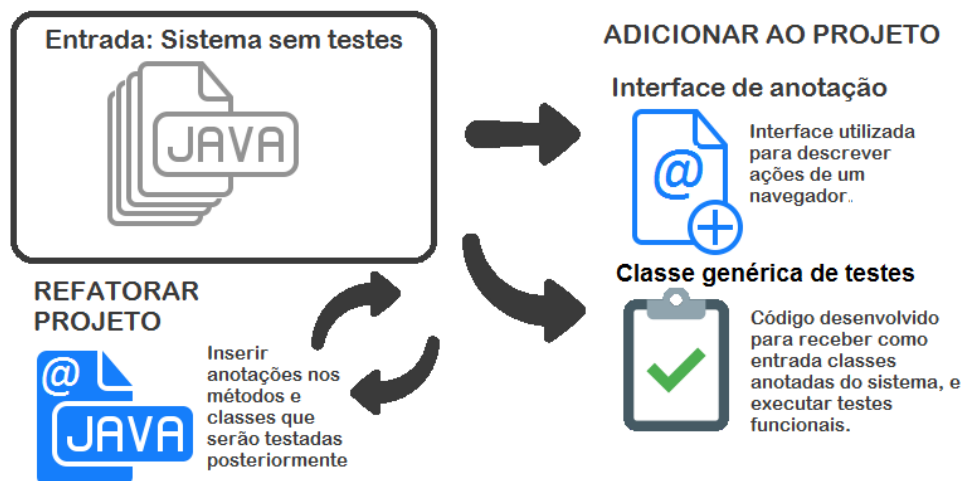 Entrada: Sistema sem testes
JAVA
ADICIONAR AO PROJETO
Interface de anotação
@
Interface utilizada
para descrever
ações de um
navegador..
Classe genérica de testes
Código desenvolvido
para receber como
entrada classes
anotadas do sistema, e
executar testes
funcionais.
REFATORAR
PROJETO
@
JAVA
Inserir
anotações nos
métodos e
classes que
serão testadas
posteriormente